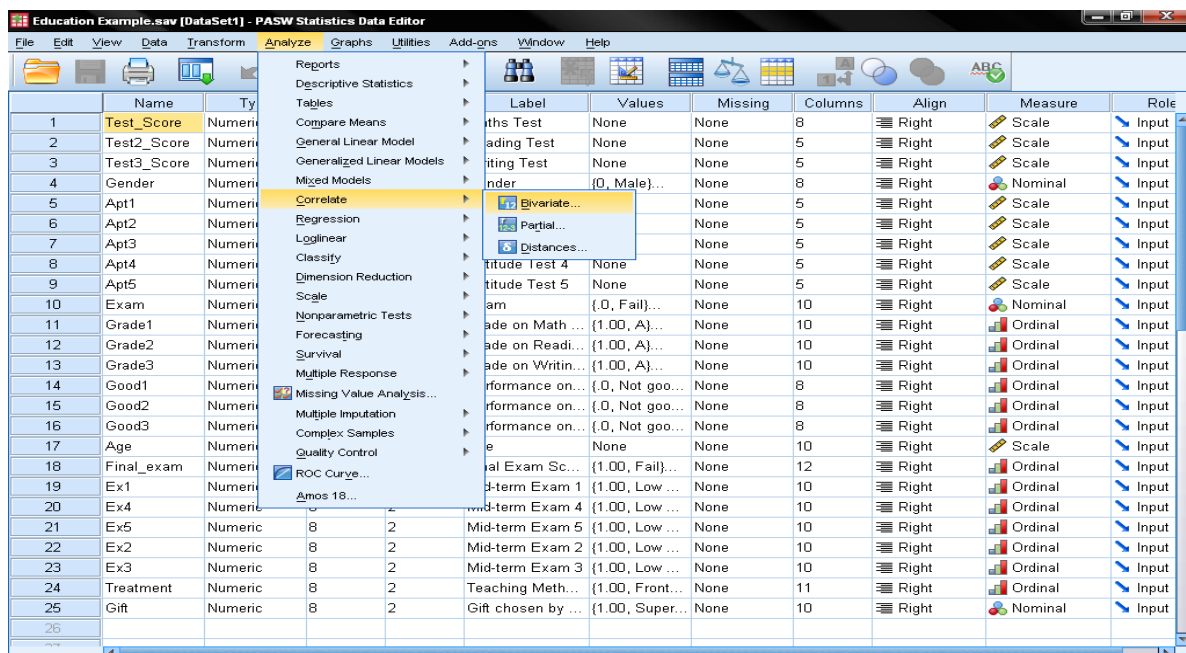 Education Example.sav [DataSet1] - PASW Statistics Data Editor
File Edit View Data Transform Analyze Graphs Utilities Add-ons Window Help
Reports
Descriptive Statistics
Tables
Compare Means
General Linear Model
Generalized Linear Models
Mixed Models
Correlate
Regression
Loglinear
Classify
Dimension Reduction
Scale
Nonparametric Tests
Forecasting
Survival
Multiple Response
Missing Value Analysis...
Multiple Imputation
Complex Samples
Quality Control
ROC Curve...
Amos 18...
Bivariate...
Partial...
Distances...
Name Ty Label Values Missing Columns Align Measure Role
1 Test_Score Numeri ths Test None None 8 Right Scale Input
2 Test2_Score Numeri ading Test None None 5 Right Scale Input
3 Test3_Score Numeri iting Test None None 5 Right Scale Input
4 Gender Numeri nder {0, Male}... None 8 Right Nominal Input
5 Apt1 Numeri None 5 Right Scale Input
6 Apt2 Numeri None 5 Right Scale Input
7 Apt3 Numeri None 5 Right Scale Input
8 Apt4 Numeri titude Test 4 None None 5 Right Scale Input
9 Apt5 Numeri titude Test 5 None None 5 Right Scale Input
10 Exam Numeri am {.0, Fail}... None 10 Right Nominal Input
11 Grade1 Numeri ade on Math ... {1.00, A}... None 10 Right Ordinal Input
12 Grade2 Numeri ade on Readi... {1.00, A}... None 10 Right Ordinal Input
13 Grade3 Numeri ade on Writin... {1.00, A}... None 10 Right Ordinal Input
14 Good1 Numeri rformance on... {.0, Not goo... None 8 Right Ordinal Input
15 Good2 Numeri rformance on... {.0, Not goo... None 8 Right Ordinal Input
16 Good3 Numeri rformance on... {.0, Not goo... None 8 Right Ordinal Input
17 Age Numeri e None None 10 Right Scale Input
18 Final_exam Numeri al Exam Sc... {1.00, Fail}... None 12 Right Ordinal Input
19 Ex1 Numeri d-term Exam 1 {1.00, Low ... None 10 Right Ordinal Input
20 Ex4 Numeric 8 2 Mid-term Exam 4 {1.00, Low ... None 10 Right Ordinal Input
21 Ex5 Numeric 8 2 Mid-term Exam 5 {1.00, Low ... None 10 Right Ordinal Input
22 Ex2 Numeric 8 2 Mid-term Exam 2 {1.00, Low ... None 10 Right Ordinal Input
23 Ex3 Numeric 8 2 Mid-term Exam 3 {1.00, Low ... None 10 Right Ordinal Input
24 Treatment Numeric 8 2 Teaching Meth... {1.00, Front... None 11 Right Ordinal Input
25 Gift Numeric 8 2 Gift chosen by ... {1.00, Super... None 10 Right Nominal Input
26